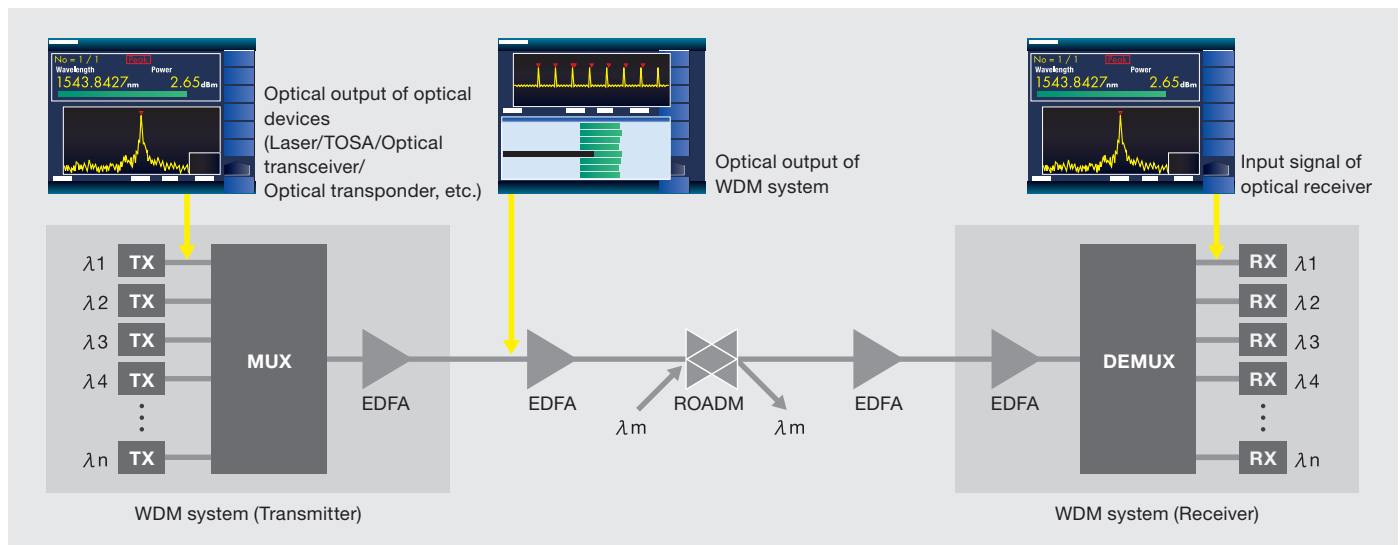 No = 1 / 1 Peak
Wavelength Power
1543.8427nm 2.65dBm
Optical output of optical
devices
(Laser/TOSA/Optical
transceiver/
Optical transponder, etc.)
Optical output of
WDM system
No = 1 / 1 Peak
Wavelength Power
1543.8427nm 2.65dBm
Input signal of
optical receiver
λ1 TX
λ2 TX
λ3 TX
λ4 TX
λn TX
MUX
EDFA
EDFA
ROADM
λm
λm
EDFA
EDFA
DEMUX
RX λ1
RX λ2
RX λ3
RX λ4
RX λn
WDM system (Transmitter)
WDM system (Receiver)